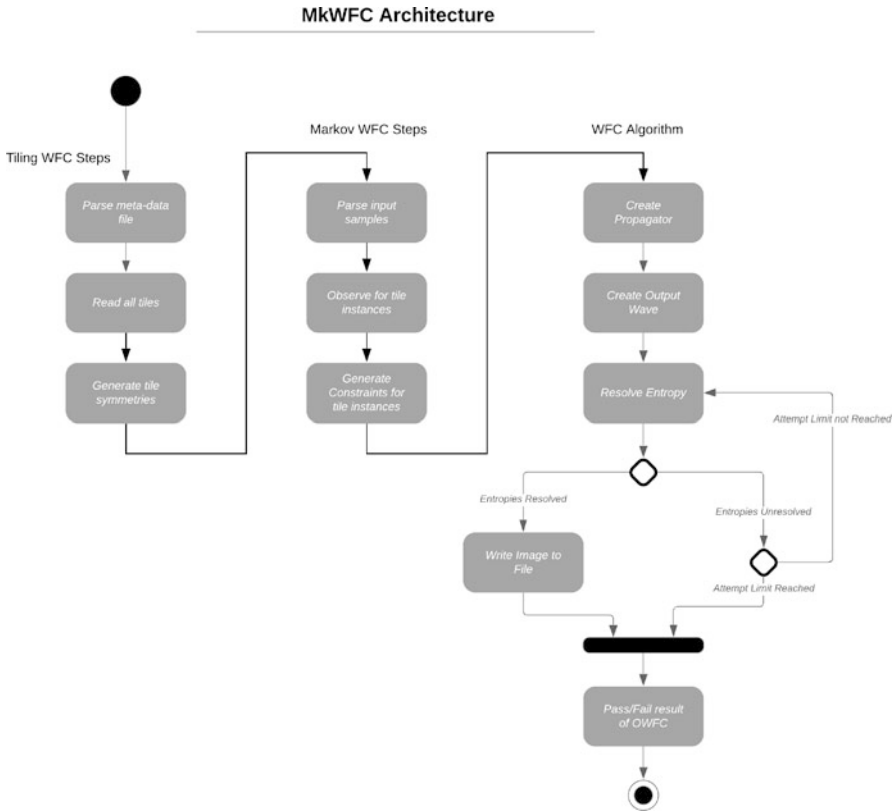 MkWFC Architecture
Tiling WFC Steps
Parse meta-data
file
Read all tiles
Generate tile
symmetries
Markov WFC Steps
Parse input
samples
Observe for tile
instances
Generate
Constraints for
tile instances
WFC Algorithm
Create
Propagator
Create Output
Wave
Resolve Entropy
Attempt Limit not Reached
Entropies Resolved
Entropies Unresolved
Write Image to
File
Attempt Limit Reached
Pass/Fail result
of OWFC